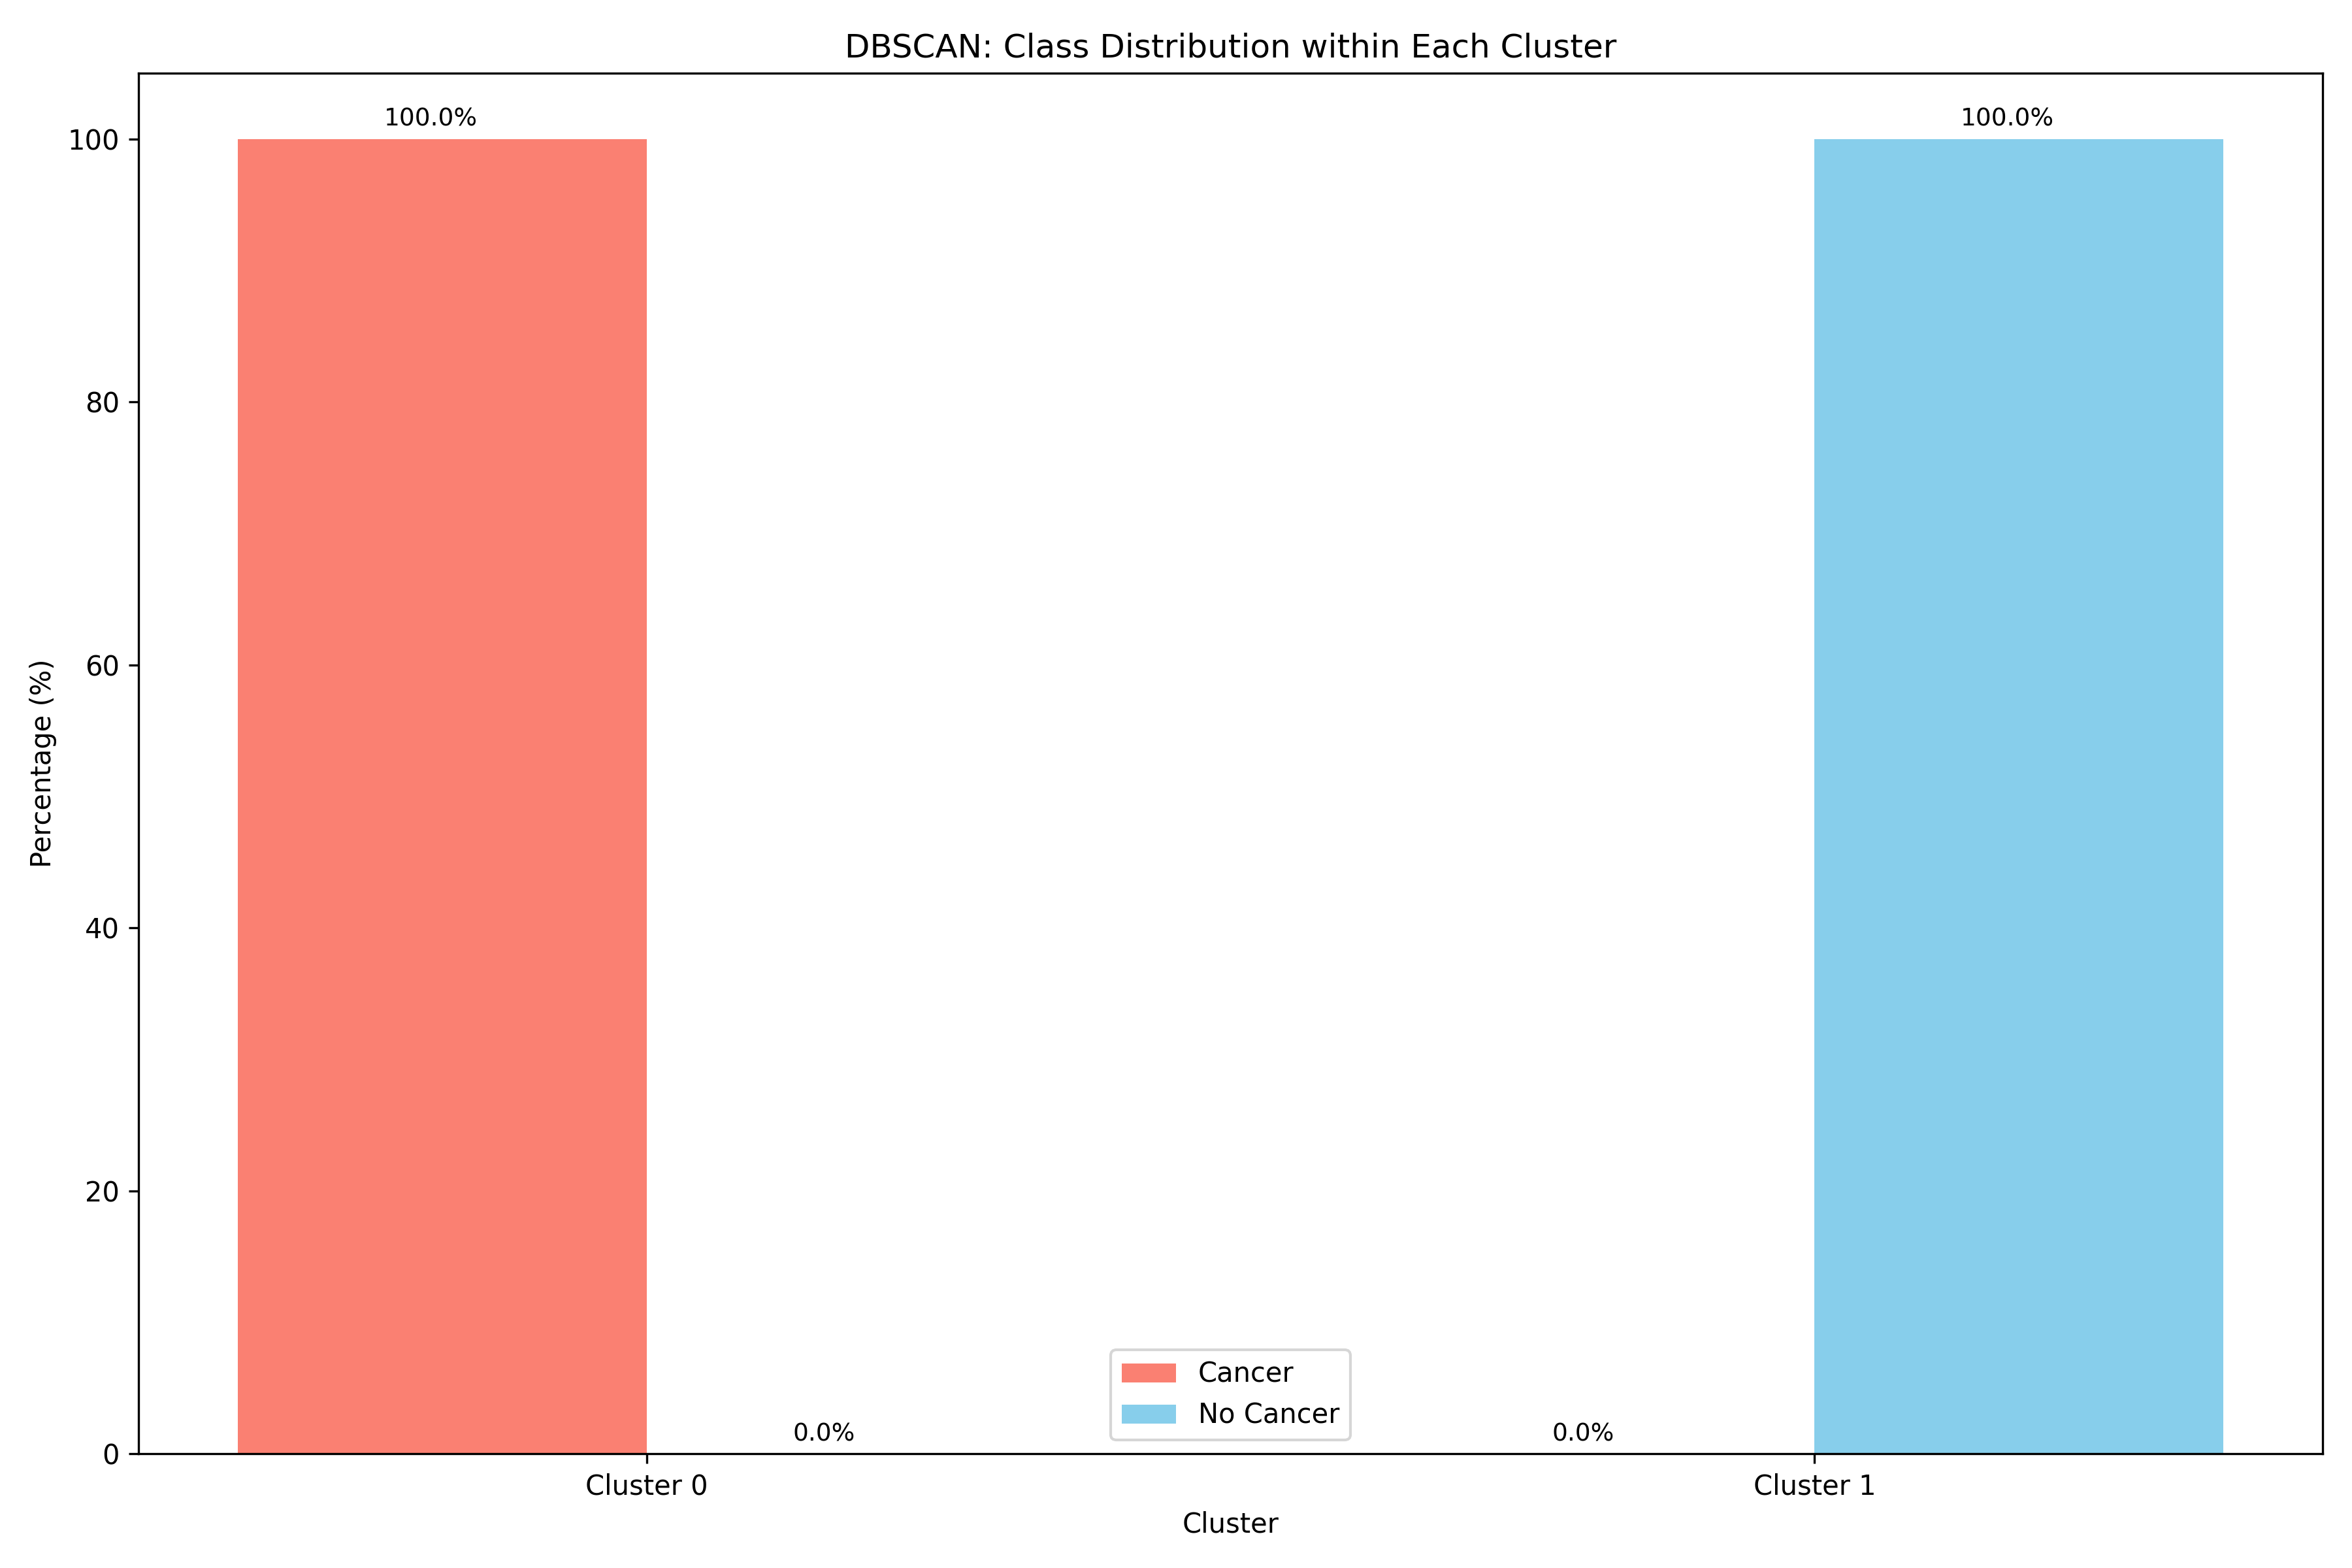 DBSCAN: Class Distribution within Each Cluster
100.0%
100.0%
100
80
60
40
20
0
Percentage (%)
0.0%
0.0%
Cancer
No Cancer
Cluster 0
Cluster 1
Cluster